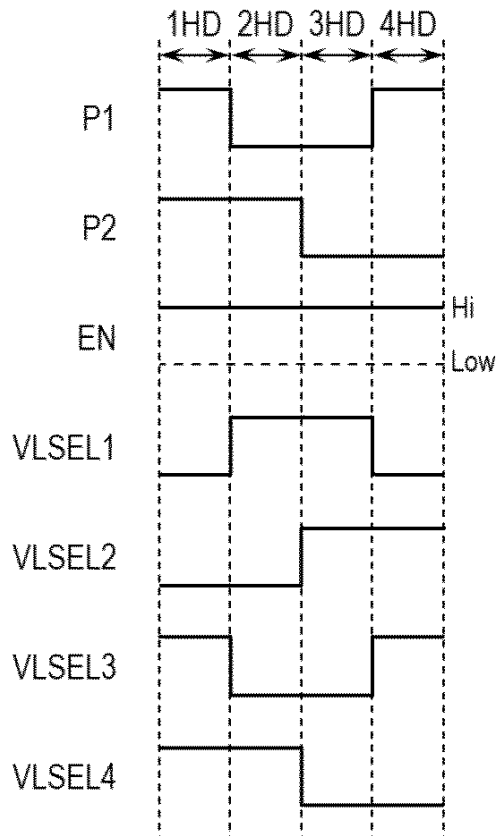 1HD 2HD 3HD 4HD
P1
P2
Hi
EN
Low
VLSEL1
VLSEL2
VLSEL3
VLSEL4